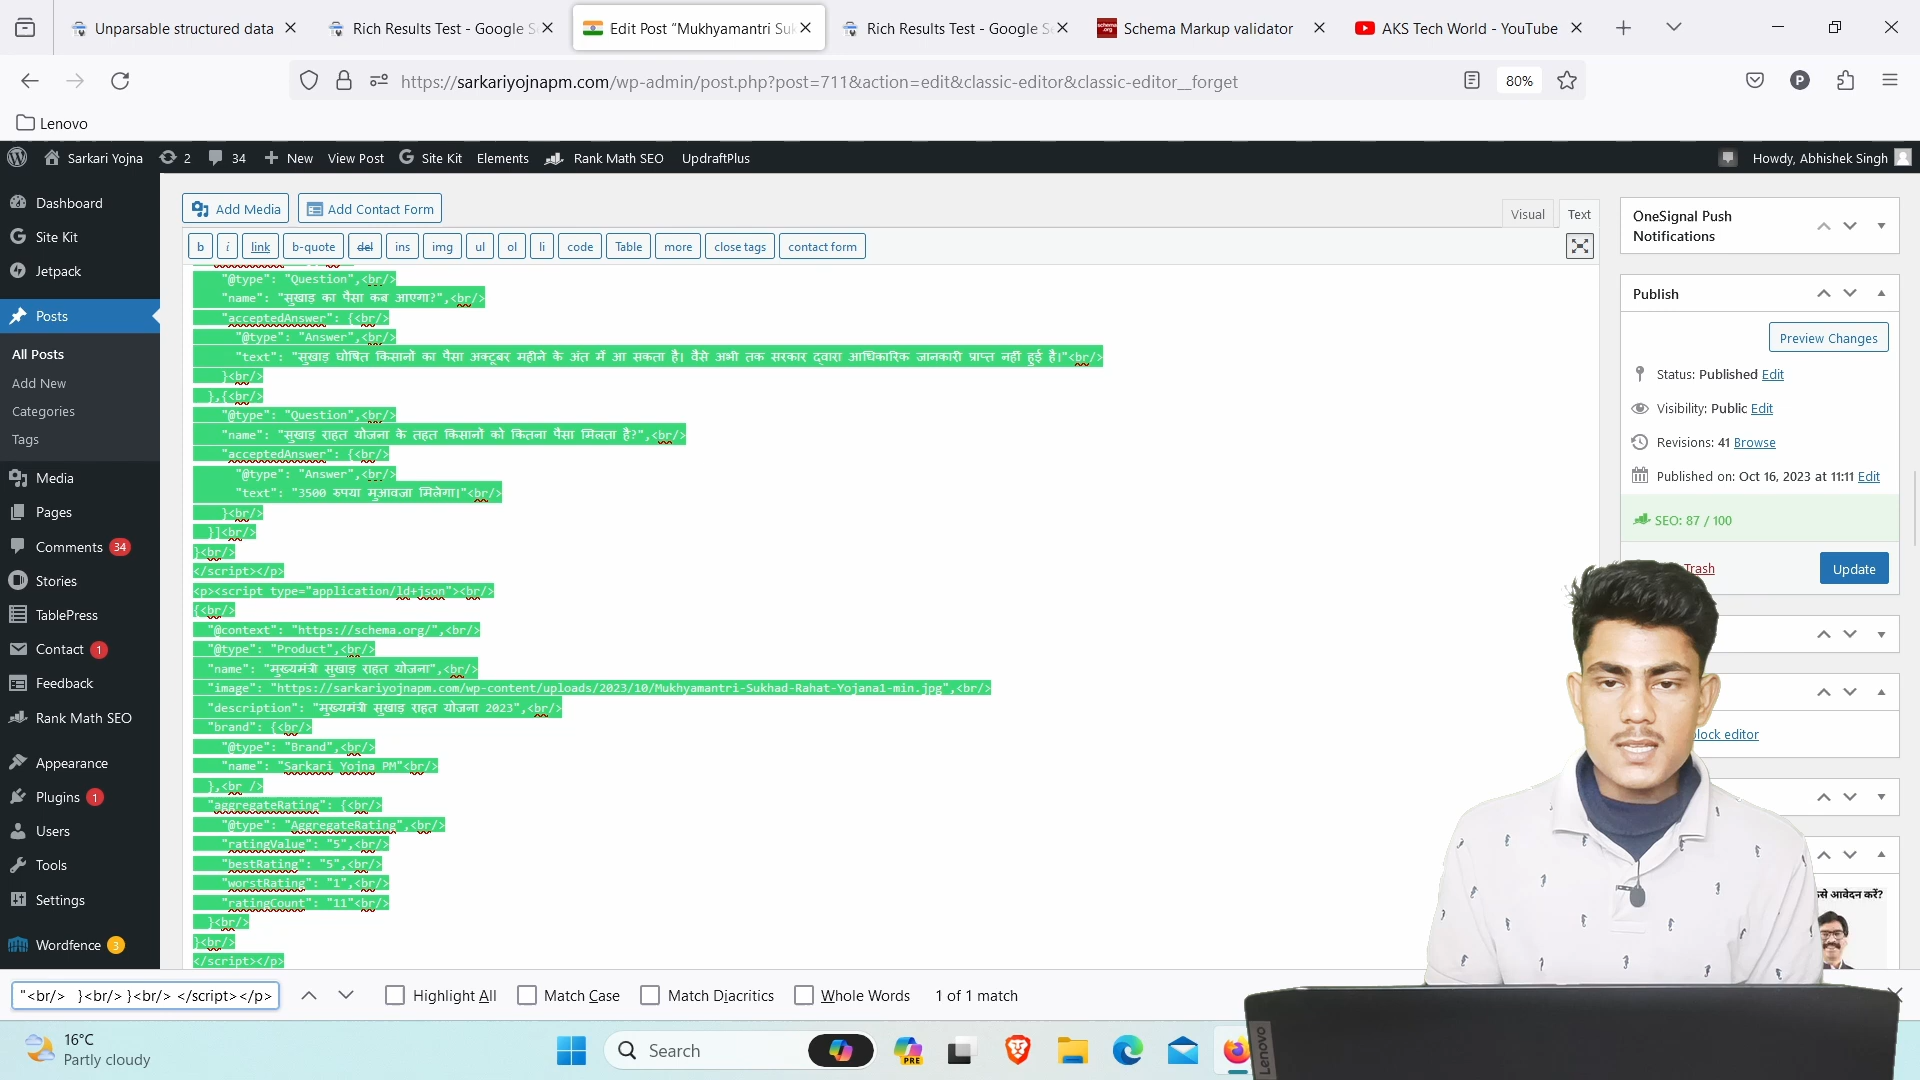 Unparsable structured data
Rich Results Test - Google S
Edit Post “Mukhyamantri Suk
Rich Results Test - Google Se
Schema Markup validator
AKS Tech World - YouTube
https://sarkariyojnapm.com/wp-admin/post.php?post=711&action=edit&classic-editor&classic-editor__forget
80%
P
Lenovo
Sarkari Yojna
2
34
New
View Post
Site Kit
Elements
Rank Math SEO
UpdraftPlus
Howdy, Abhishek Singh
Dashboard
Site Kit
Jetpack
Posts
All Posts
Add New
Categories
Tags
Media
Pages
Comments 34
Stories
TablePress
Contact 1
Feedback
Rank Math SEO
Appearance
Plugins 1
Users
Tools
Settings
Wordfence 3
Add Media
Add Contact Form
Visual
Text
b
i
link
b-quote
del
ins
img
ul
ol
li
code
Table
more
close tags
contact form
"@type": "Question",<br/>
"name": "सुखाड़ का पैसा कब आएगा?",<br/>
"acceptedAnswer": {<br/>
"@type": "Answer",<br/>
"text": "सुखाड़ घोषित किसानों का पैसा अक्टूबर महीने के अंत में आ सकता है। वैसे अभी तक सरकार द्वारा आधिकारिक जानकारी प्राप्त नहीं हुई है।"<br/>
}<br/>
},{<br/>
"@type": "Question",<br/>
"name": "सुखाड़ राहत योजना के तहत किसानों को कितना पैसा मिलता है?",<br/>
"acceptedAnswer": {<br/>
"@type": "Answer",<br/>
"text": "3500 रुपया मुआवजा मिलेगा।"<br/>
}<br/>
}]<br/>
}<br/>
</script></p>
<p><script type="application/ld+json"><br/>
{<br/>
"@context": "https://schema.org/",<br/>
"@type": "Product",<br/>
"name": "मुख्यमंत्री सुखाड़ राहत योजना",<br/>
"image": "https://sarkariyojnapm.com/wp-content/uploads/2023/10/Mukhyamantri-Sukhad-Rahat-Yojana1-min.jpg",<br/>
"description": "मुख्यमंत्री सुखाड़ राहत योजना 2023",<br/>
"brand": {<br/>
"@type": "Brand",<br/>
"name": "Sarkari Yojna PM"<br/>
},<br />
"aggregateRating": {<br/>
"@type": "AggregateRating",<br/>
"ratingValue": "5",<br/>
"bestRating": "5",<br/>
"worstRating": "1",<br/>
"ratingCount": "11"<br/>
}<br/>
}<br/>
</script></p>
OneSignal Push
Notifications
Publish
Preview Changes
Status: Published Edit
Visibility: Public Edit
Revisions: 41 Browse
Published on: Oct 16, 2023 at 11:11 Edit
SEO: 87 / 100
Trash
Update
lock editor
से आवेदन करें?
"<br/> }<br/> }<br/> </script></p>
Highlight All
Match Case
Match Diacritics
Whole Words
1 of 1 match
16°C
Partly cloudy
Search
PRE
Lenovo